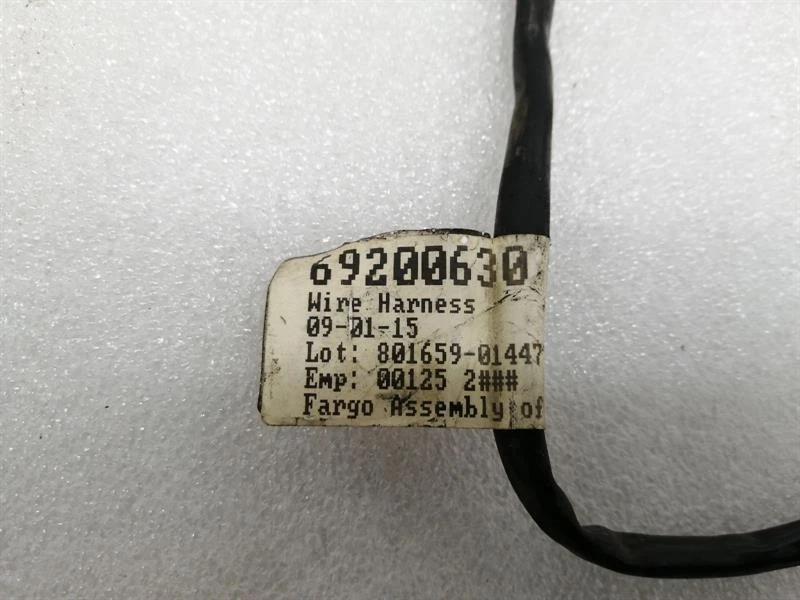 69200630
Wire Harness
09-01-15
Lot: 801659-01447
Emp: 00125 2###
Fargo Assembly of